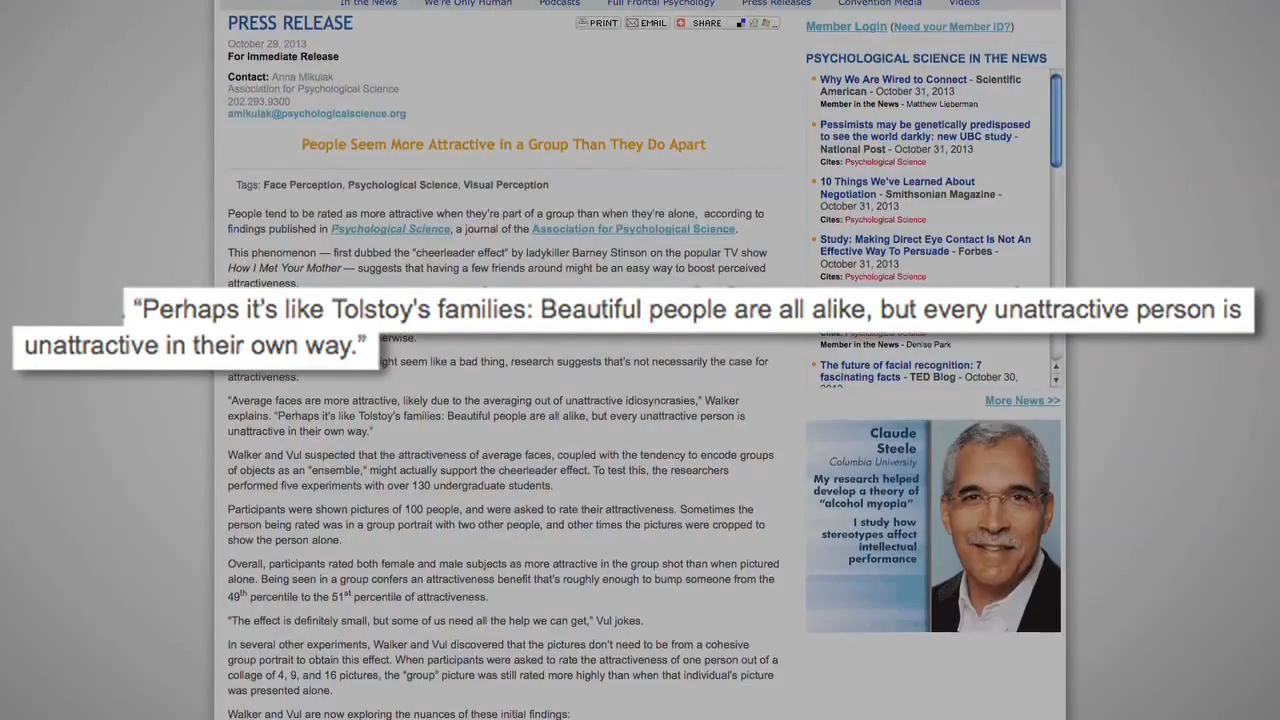 In the News We're Only Human Podcasts Full Frontal Psychology Press Releases Convention Media Videos
PRESS RELEASE
PRINT EMAIL SHARE
October 29, 2013
For Immediate Release
Contact: Anna Mikulak
Association for Psychological Science
202.293.9300
amikulak@psychologicalscience.org
People Seem More Attractive in a Group Than They Do Apart
Tags: Face Perception, Psychological Science, Visual Perception
People tend to be rated as more attractive when they're part of a group than when they're alone, according to
findings published in Psychological Science, a journal of the Association for Psychological Science.
This phenomenon — first dubbed the "cheerleader effect" by ladykiller Barney Stinson on the popular TV show
How I Met Your Mother — suggests that having a few friends around might be an easy way to boost perceived
attractiveness.
“Perhaps it’s like Tolstoy's families: Beautiful people are all alike, but every unattractive person is
unattractive in their own way.”
seem like a bad thing, research suggests that's not necessarily the case for
attractiveness.
"Average faces are more attractive, likely due to the averaging out of unattractive idiosyncrasies," Walker
explains. "Perhaps it's like Tolstoy's families: Beautiful people are all alike, but every unattractive person is
unattractive in their own way."
Walker and Vul suspected that the attractiveness of average faces, coupled with the tendency to encode groups
of objects as an "ensemble," might actually support the cheerleader effect. To test this, the researchers
performed five experiments with over 130 undergraduate students.
Participants were shown pictures of 100 people, and were asked to rate their attractiveness. Sometimes the
person being rated was in a group portrait with two other people, and other times the pictures were cropped to
show the person alone.
Overall, participants rated both female and male subjects as more attractive in the group shot than when pictured
alone. Being seen in a group confers an attractiveness benefit that's roughly enough to bump someone from the
49th percentile to the 51st percentile of attractiveness.
"The effect is definitely small, but some of us need all the help we can get," Vul jokes.
In several other experiments, Walker and Vul discovered that the pictures don't need to be from a cohesive
group portrait to obtain this effect. When participants were asked to rate the attractiveness of one person out of a
collage of 4, 9, and 16 pictures, the "group" picture was still rated more highly than when that individual's picture
was presented alone.
Walker and Vul are now exploring the nuances of these initial findings:
Member Login (Need your Member ID?)
PSYCHOLOGICAL SCIENCE IN THE NEWS
Why We Are Wired to Connect - Scientific
American - October 31, 2013
Member in the News - Matthew Lieberman
Pessimists may be genetically predisposed
to see the world darkly: new UBC study -
National Post - October 31, 2013
Cites: Psychological Science
10 Things We've Learned About
Negotiation - Smithsonian Magazine -
October 31, 2013
Cites: Psychological Science
Study: Making Direct Eye Contact Is Not An
Effective Way To Persuade - Forbes -
October 31, 2013
Cites: Psychological Science
Member in the News - Denise Park
The future of facial recognition: 7
fascinating facts - TED Blog - October 30,
More News >>
Claude
Steele
Columbia University
My research helped
develop a theory of
"alcohol myopia"
I study how
stereotypes affect
intellectual
performance